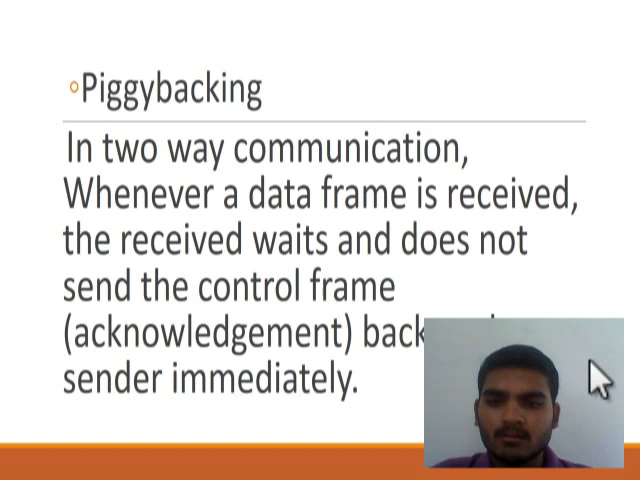 Piggybacking
In two way communication,
Whenever a data frame is received,
the received waits and does not
send the control frame
(acknowledgement) back
sender immediately.